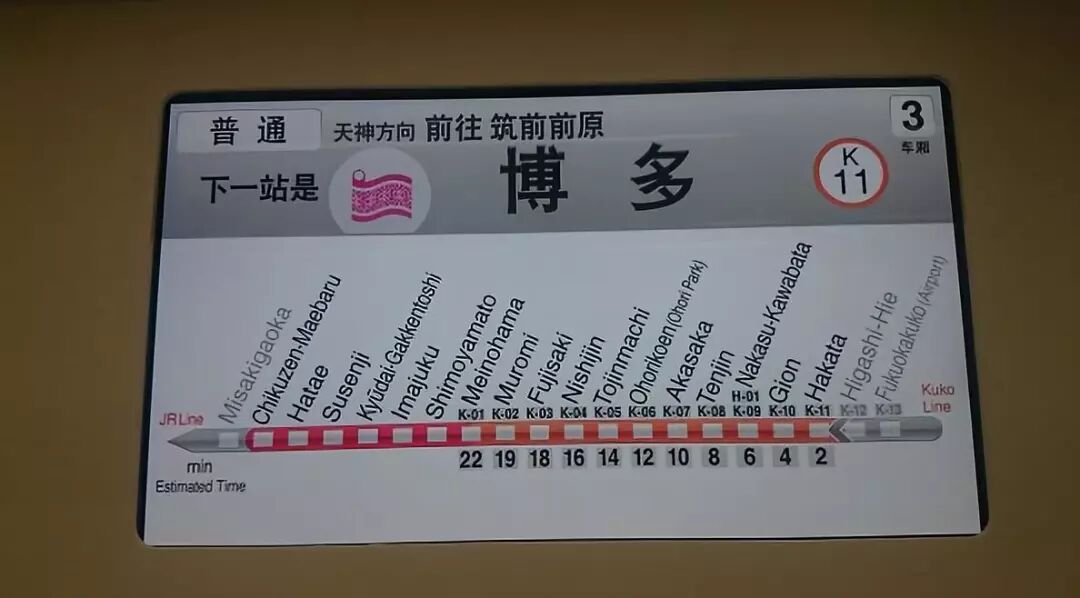 普通 天神方向 前往 筑前前原 3
车厢
下一站是 博多 K
11
JR Line Misakigaoka Chikuzen-Maebaru Hatae Susenji Kyūdai-Gakkentoshi Imajuku Shimoyamato Meinohama Muromi Fujisaki Nishijin Tojinmachi Ohorikoen (Ohori Park) Akasaka Tenjin Nakasu-Kawabata Gion Hakata Higashi-Hie Fukuokakuko (Airport) Kuko Line
H-01
K-01 K-02 K-03 K-04 K-05 K-06 K-07 K-08 K-09 K-10 K-11 K-12 K-13
min 22 19 18 16 14 12 10 8 6 4 2
Estimated Time